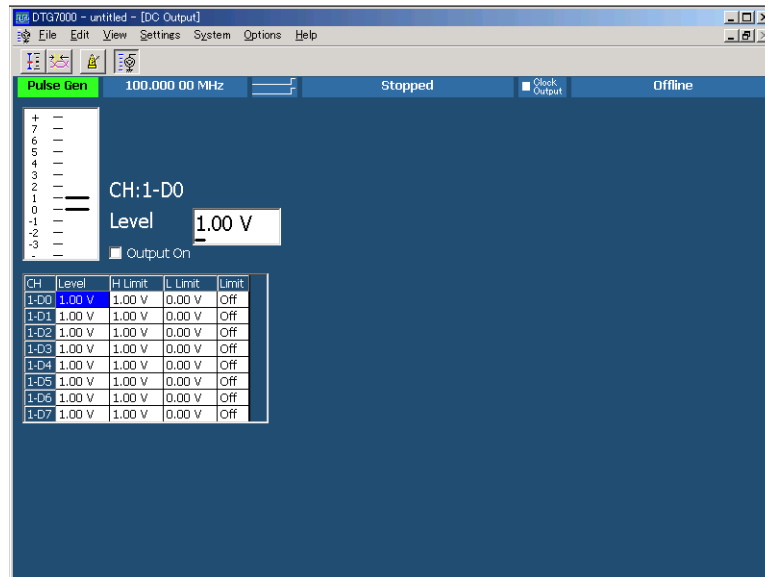 DTG7000 - untitled - [DC Output]
File Edit View Settings System Options Help
Pulse Gen 100.000 00 MHz Stopped Clock Output Offline
+
7
6
5
4
3
2
1
0
-1
-2
-3
-
CH:1-D0
Level 1.00 V
Output On
CH Level H Limit L Limit Limit
1-D0 1.00 V 1.00 V 0.00 V Off
1-D1 1.00 V 1.00 V 0.00 V Off
1-D2 1.00 V 1.00 V 0.00 V Off
1-D3 1.00 V 1.00 V 0.00 V Off
1-D4 1.00 V 1.00 V 0.00 V Off
1-D5 1.00 V 1.00 V 0.00 V Off
1-D6 1.00 V 1.00 V 0.00 V Off
1-D7 1.00 V 1.00 V 0.00 V Off